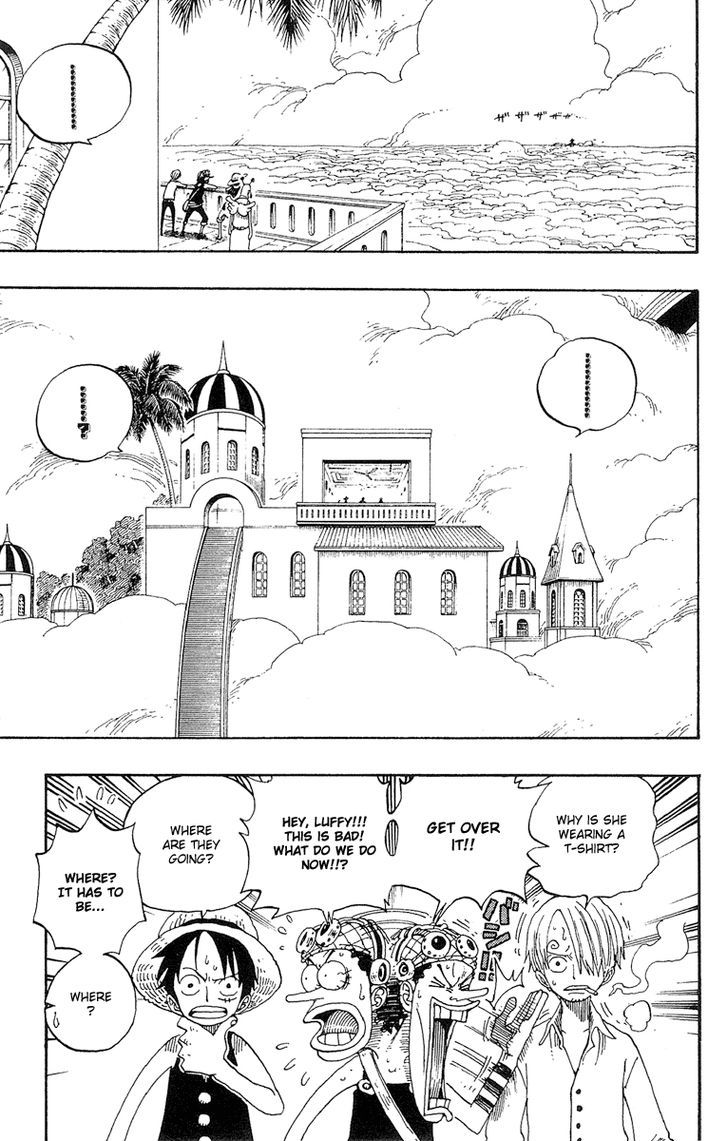 ............
............
......?
WHY IS SHE
WEARING A
T-SHIRT?
GET OVER
IT!!
HEY, LUFFY!!!
THIS IS BAD!
WHAT DO WE DO
NOW!!?
WHERE
ARE THEY
GOING?
WHERE?
IT HAS TO
BE...
WHERE
?